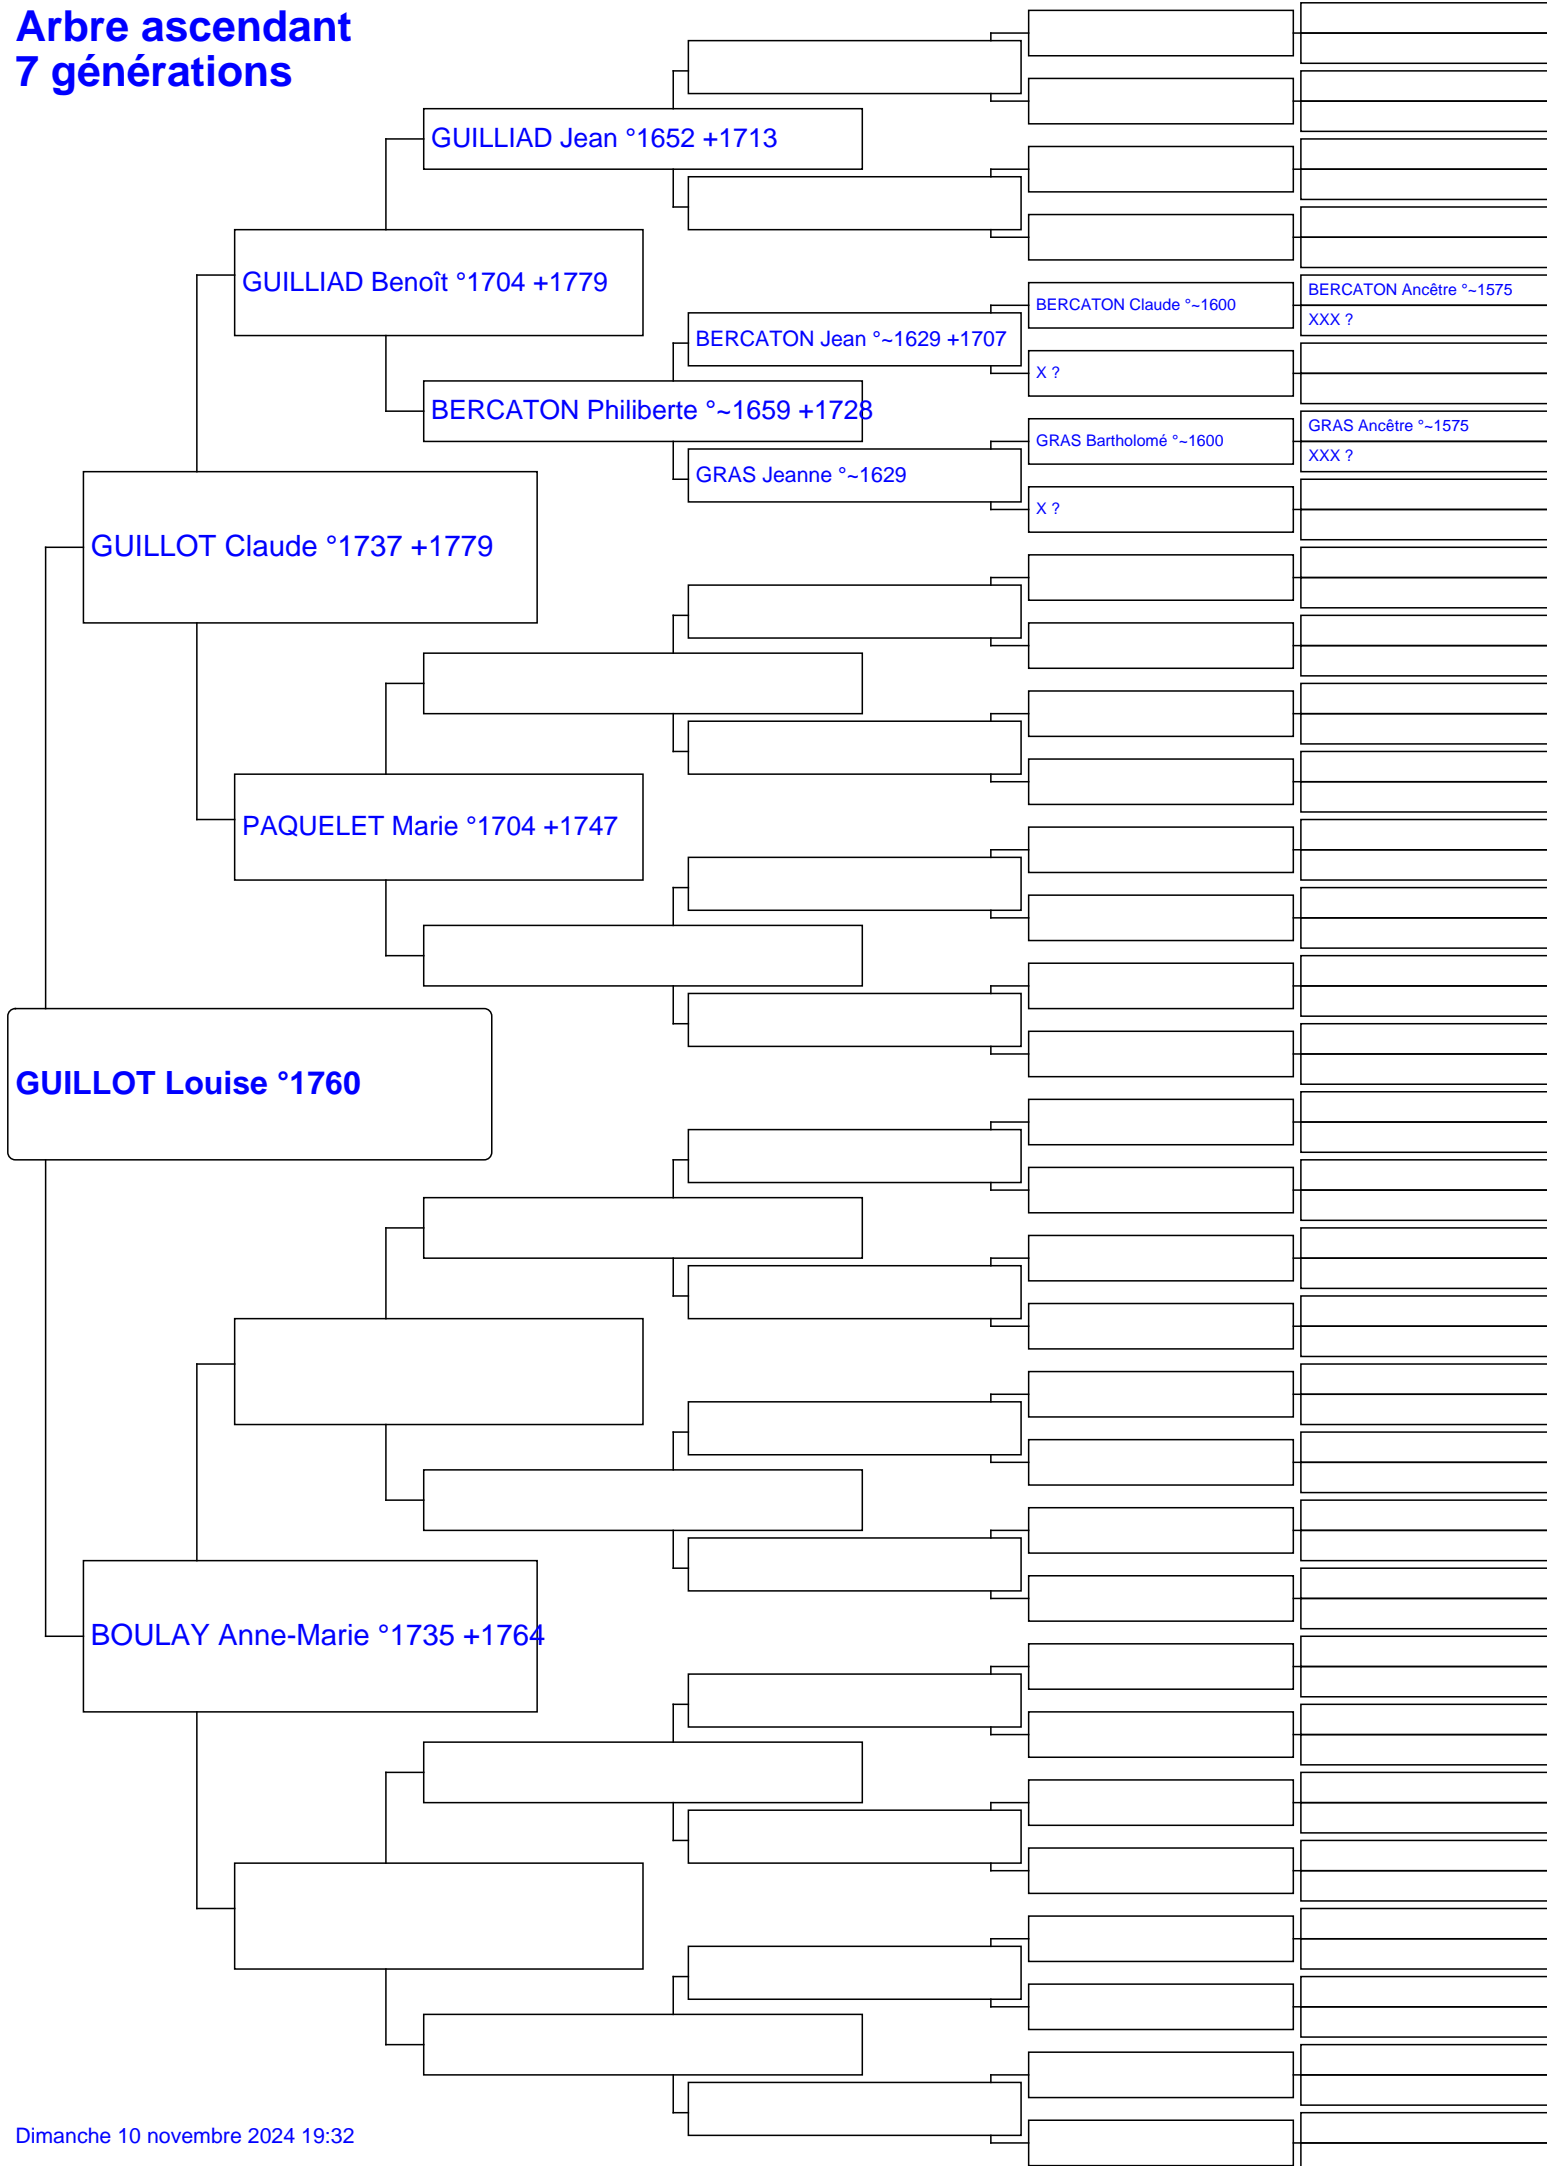 Arbre ascendant
7 générations
GUILLIAD Jean °1652 +1713
GUILLIAD Benoît °1704 +1779
BERCATON Ancêtre °~1575
BERCATON Claude °~1600
XXX ?
BERCATON Jean °~1629 +1707
X ?
BERCATON Philiberte °~1659 +1728
GRAS Ancêtre °~1575
GRAS Bartholomé °~1600
XXX ?
GRAS Jeanne °~1629
X ?
GUILLOT Claude °1737 +1779
PAQUELET Marie °1704 +1747
GUILLOT Louise °1760
BOULAY Anne-Marie °1735 +1764
Dimanche 10 novembre 2024 19:32